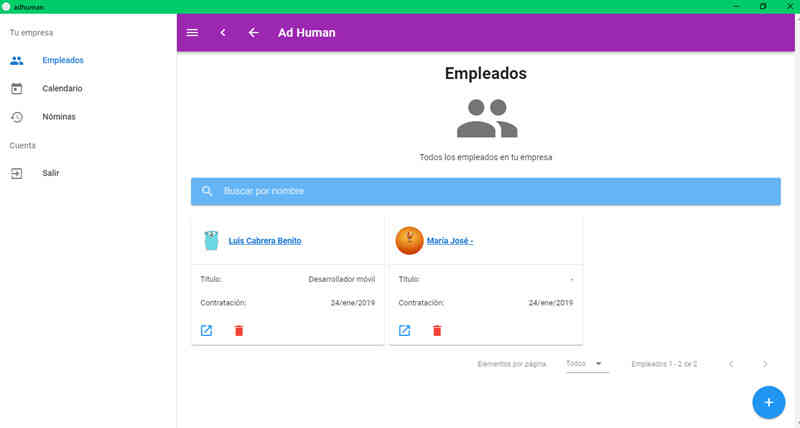 adhuman
Tu empresa
Empleados
Calendario
Nóminas
Cuenta
Salir
Ad Human
Empleados
Todos los empleados en tu empresa
Buscar por nombre
Luis Cabrera Benito
Título: Desarrollador móvil
Contratación: 24/ene/2019
María José -
Título: -
Contratación: 24/ene/2019
Elementos por página Todos Empleados 1 - 2 de 2